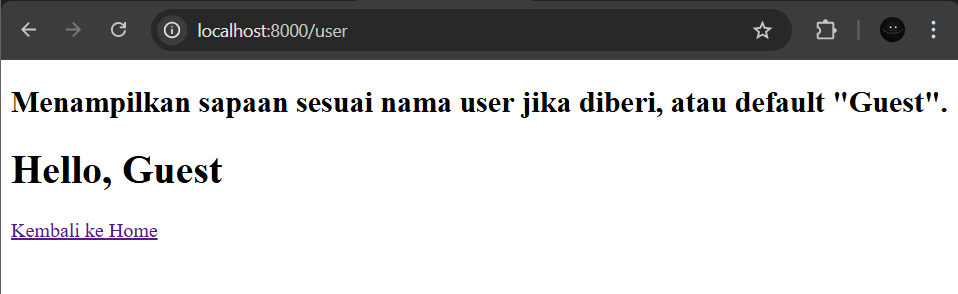 localhost:8000/user
Menampilkan sapaan sesuai nama user jika diberi, atau default "Guest".
Hello, Guest
Kembali ke Home